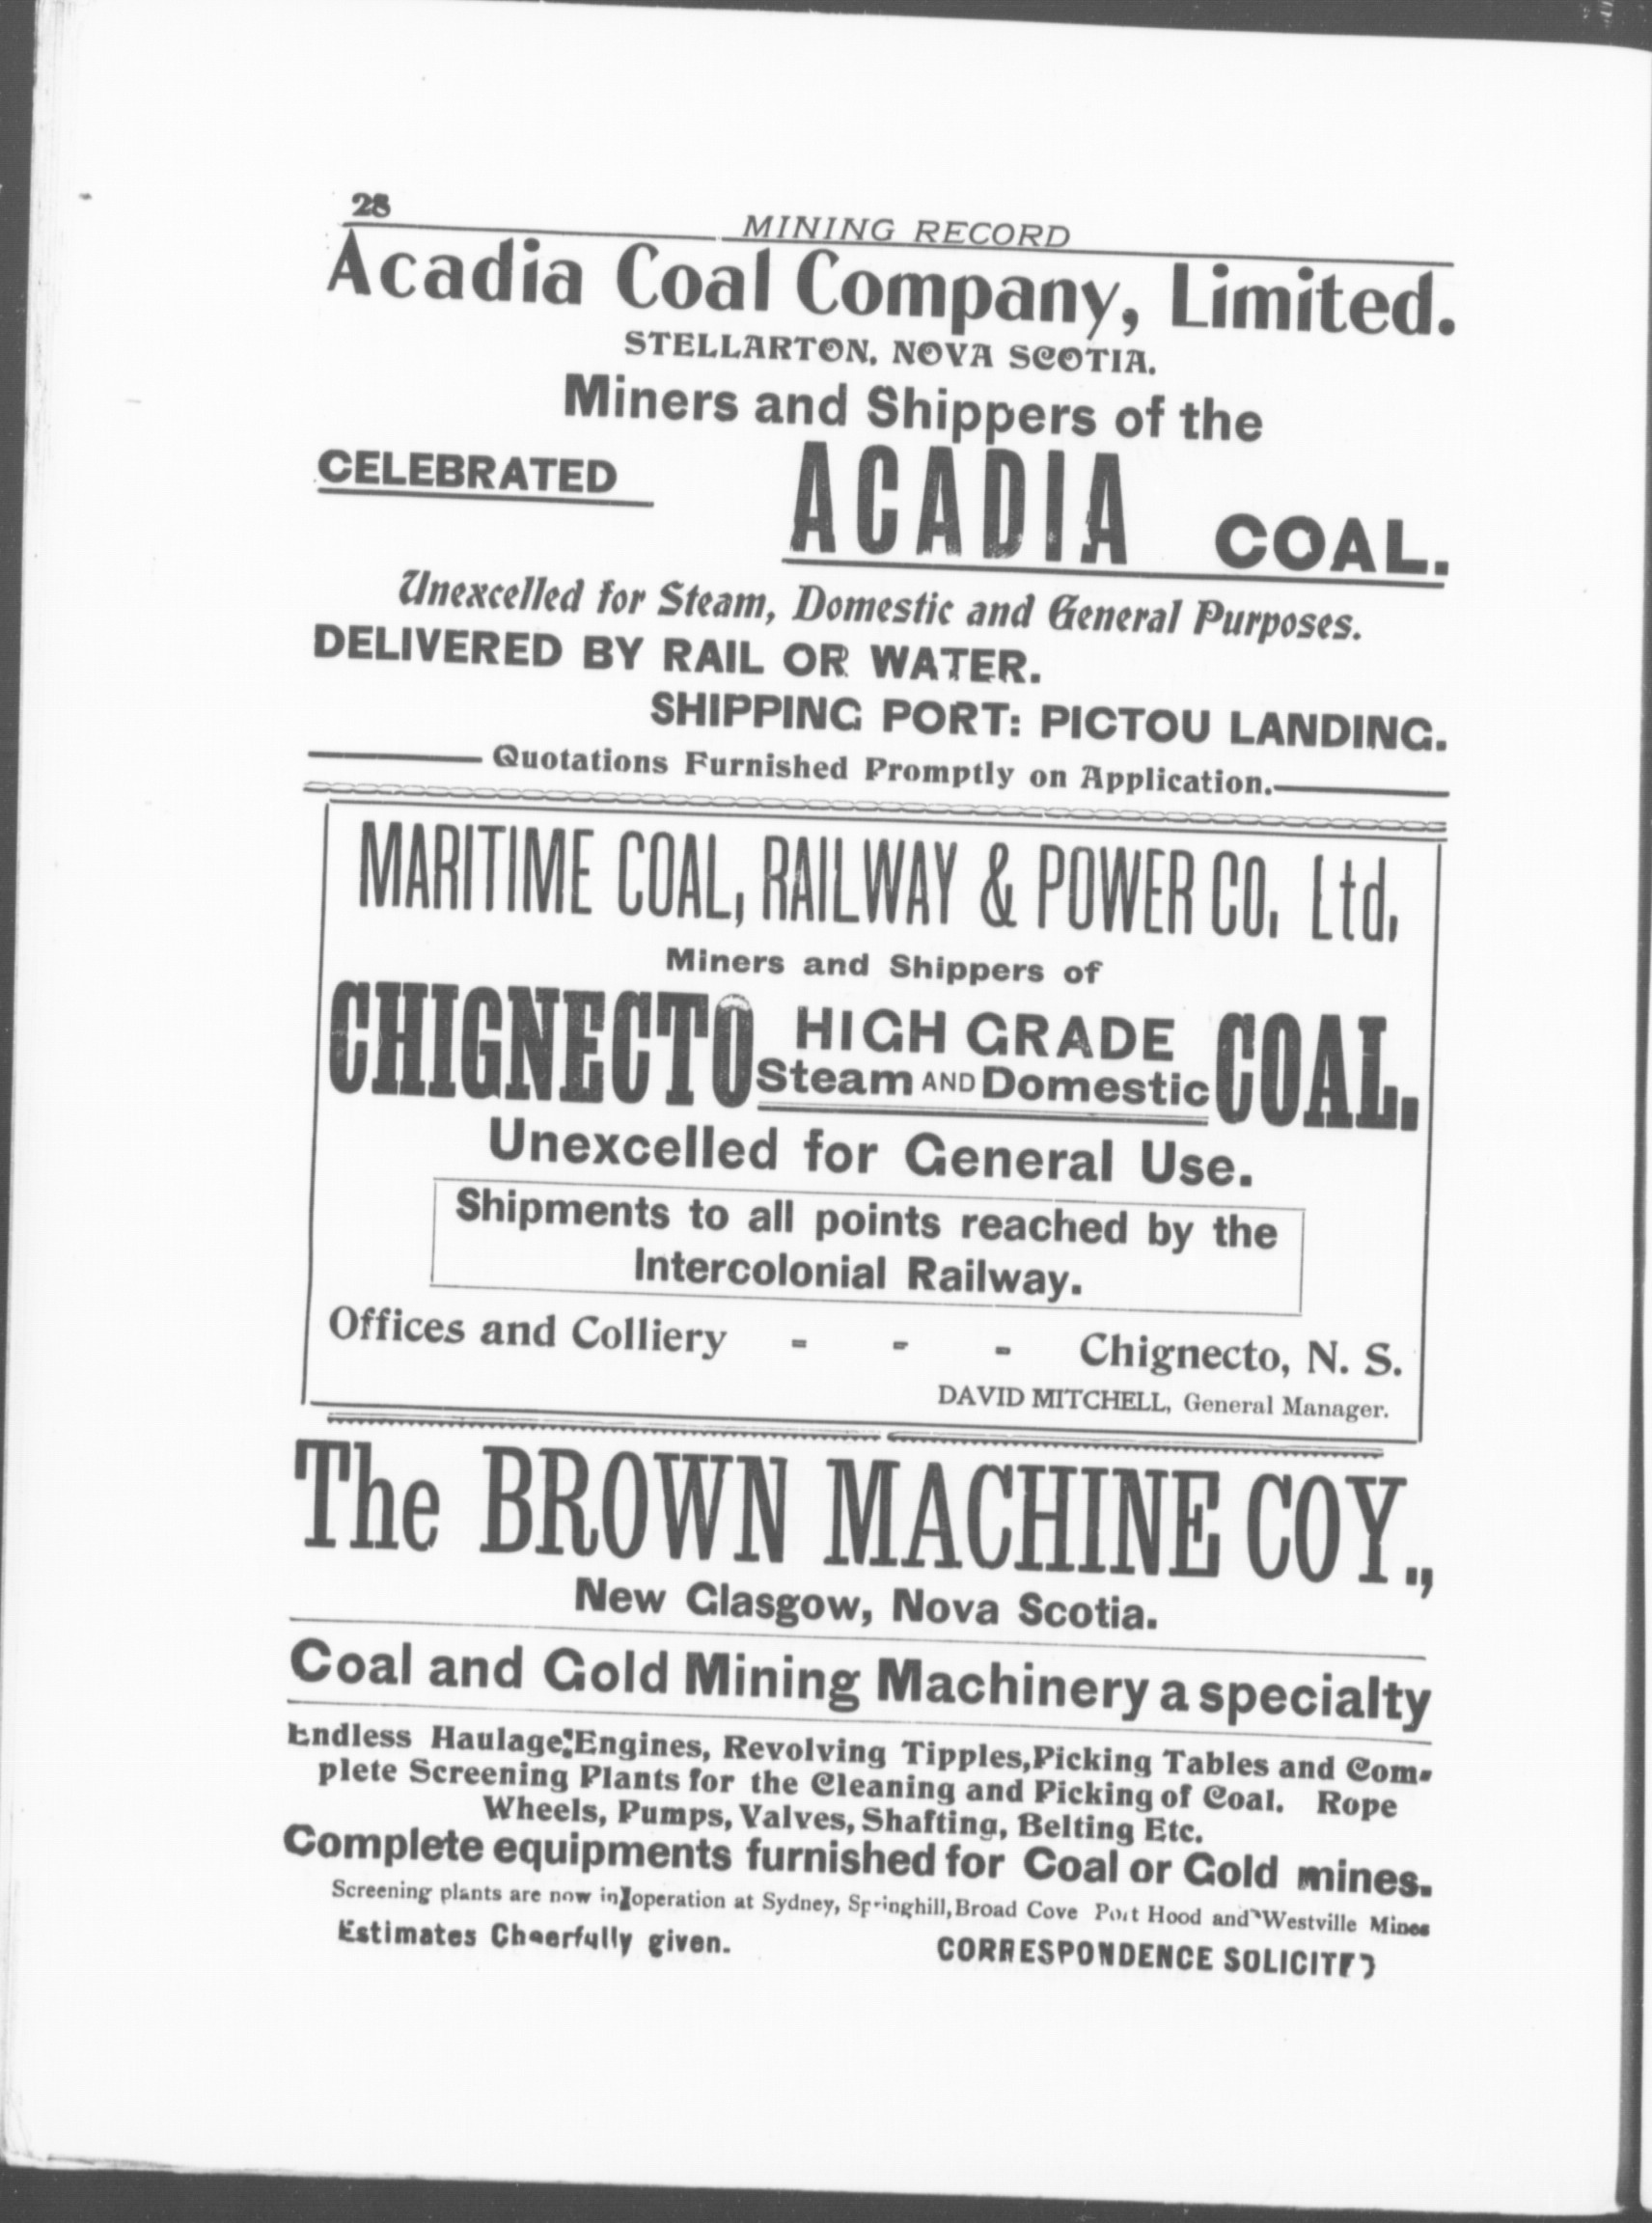 28
MINING RECORD
Acadia Coal Company, Limited.
STELLARTON, NOVA SCOTIA.
Miners and Shippers of the
CELEBRATED ACADIA COAL.
Unexcelled for Steam, Domestic and General Purposes.
DELIVERED BY RAIL OR WATER.
SHIPPING PORT: PICTOU LANDING.
Quotations Furnished Promptly on Application.
MARITIME COAL, RAILWAY & POWER CO. Ltd.
Miners and Shippers of
CHIGNECTO HIGH GRADE COAL.
Steam AND Domestic
Unexcelled for General Use.
Shipments to all points reached by the
Intercolonial Railway.
Offices and Colliery - - - Chignecto, N. S.
DAVID MITCHELL, General Manager.
The BROWN MACHINE COY.,
New Glasgow, Nova Scotia.
Coal and Gold Mining Machinery a specialty
Endless Haulage Engines, Revolving Tipples, Picking Tables and Com-
plete Screening Plants for the Cleaning and Picking of Coal. Rope
Wheels, Pumps, Valves, Shafting, Belting Etc.
Complete equipments furnished for Coal or Gold mines.
Screening plants are now in operation at Sydney, Springhill, Broad Cove Port Hood and Westville Mines
Estimates Cheerfully given. CORRESPONDENCE SOLICITED